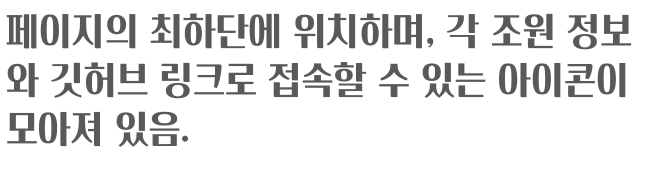 페이지의 최하단에 위치하며, 각 조원 정보
와 깃허브 링크로 접속할 수 있는 아이콘이
모아져 있음.